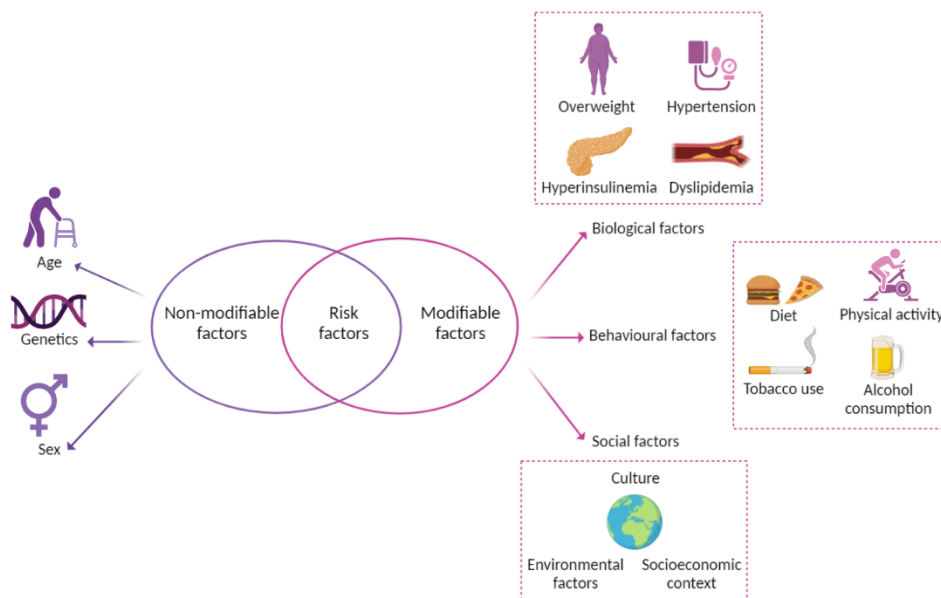 Overweight
Hypertension
Hyperinsulinemia
Dyslipidemia
Biological factors
Age
Genetics
Sex
Non-modifiable
factors
Risk
factors
Modifiable
factors
Behavioural factors
Diet
Physical activity
Tobacco use
Alcohol
consumption
Social factors
Culture
Environmental
factors
Socioeconomic
context